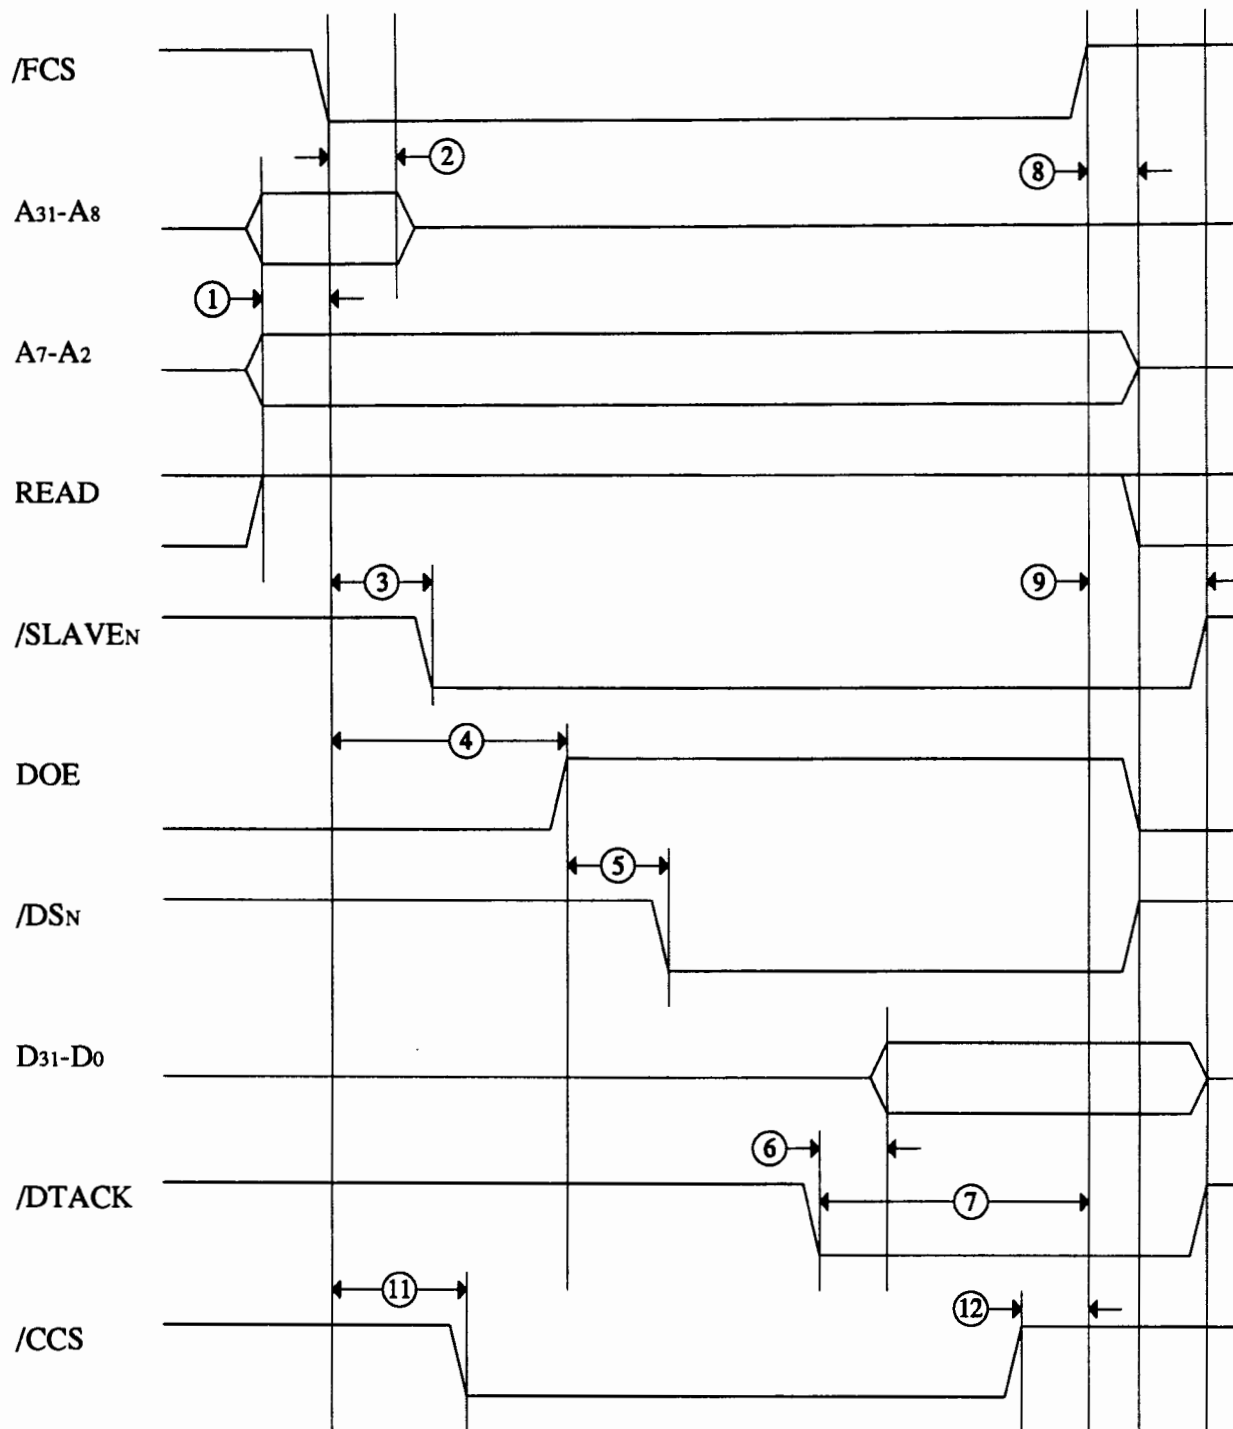 /FCS
②
⑧
A31-A8
①
A7-A2
READ
③
⑨
/SLAVEN
④
DOE
⑤
/DSN
D31-D0
⑥
/DTACK
⑦
⑪
⑫
/CCS